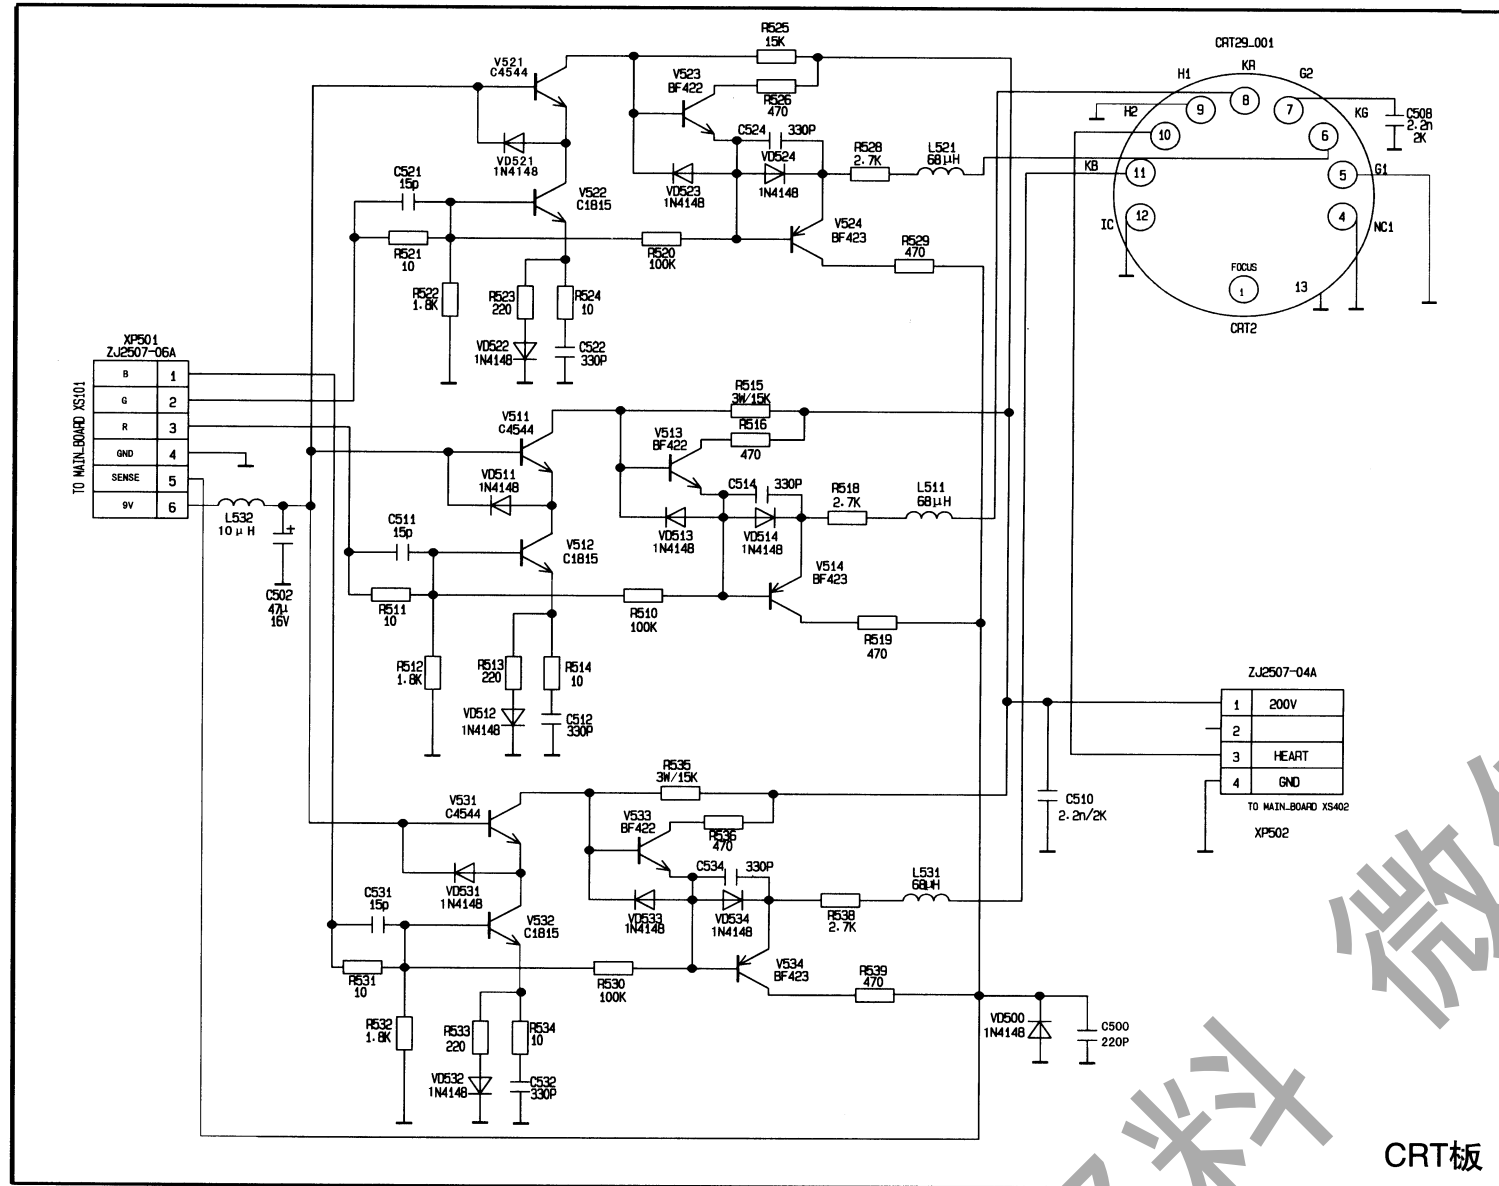 R525
15K
V521
C4544
V523
BF422
R526
470
C524
330P
VD521
1N4148
VD523
1N4148
VD524
1N4148
R528
2.7K
L521
68μH
C521
15p
V522
C1815
R521
10
R520
100K
V524
BF423
R529
470
R522
1.8K
R523
220
R524
10
VD522
1N4148
C522
330P
CRT29_001
H1
KR
G2
H2
KG
C508
2.2n
2K
9
8
7
10
6
KB
11
5
G1
IC
12
4
NC1
FOCUS
1
13
CRT2
XP501
ZJ2507-06A
TO MAIN_BOARD XS101
B 1
G 2
R 3
GND 4
SENSE 5
9V 6
L532
10μH
+
C502
47μ
16V
R515
3W/15K
V511
C4544
V513
BF422
R516
470
C514
330P
VD511
1N4148
VD513
1N4148
VD514
1N4148
R518
2.7K
L511
68μH
C511
15p
V512
C1815
R511
10
R510
100K
V514
BF423
R519
470
R512
1.8K
R513
220
R514
10
VD512
1N4148
C512
330P
ZJ2507-04A
1 200V
2
3 HEART
4 GND
TO MAIN_BOARD XS402
XP502
C510
2.2n/2K
R535
3W/15K
V531
C4544
V533
BF422
R536
470
C534
330P
VD531
1N4148
VD533
1N4148
VD534
1N4148
R538
2.7K
L531
68μH
C531
15p
V532
C1815
R531
10
R530
100K
V534
BF423
R539
470
R532
1.8K
R533
220
R534
10
VD532
1N4148
C532
330P
VD500
1N4148
C500
220P
料
CRT板